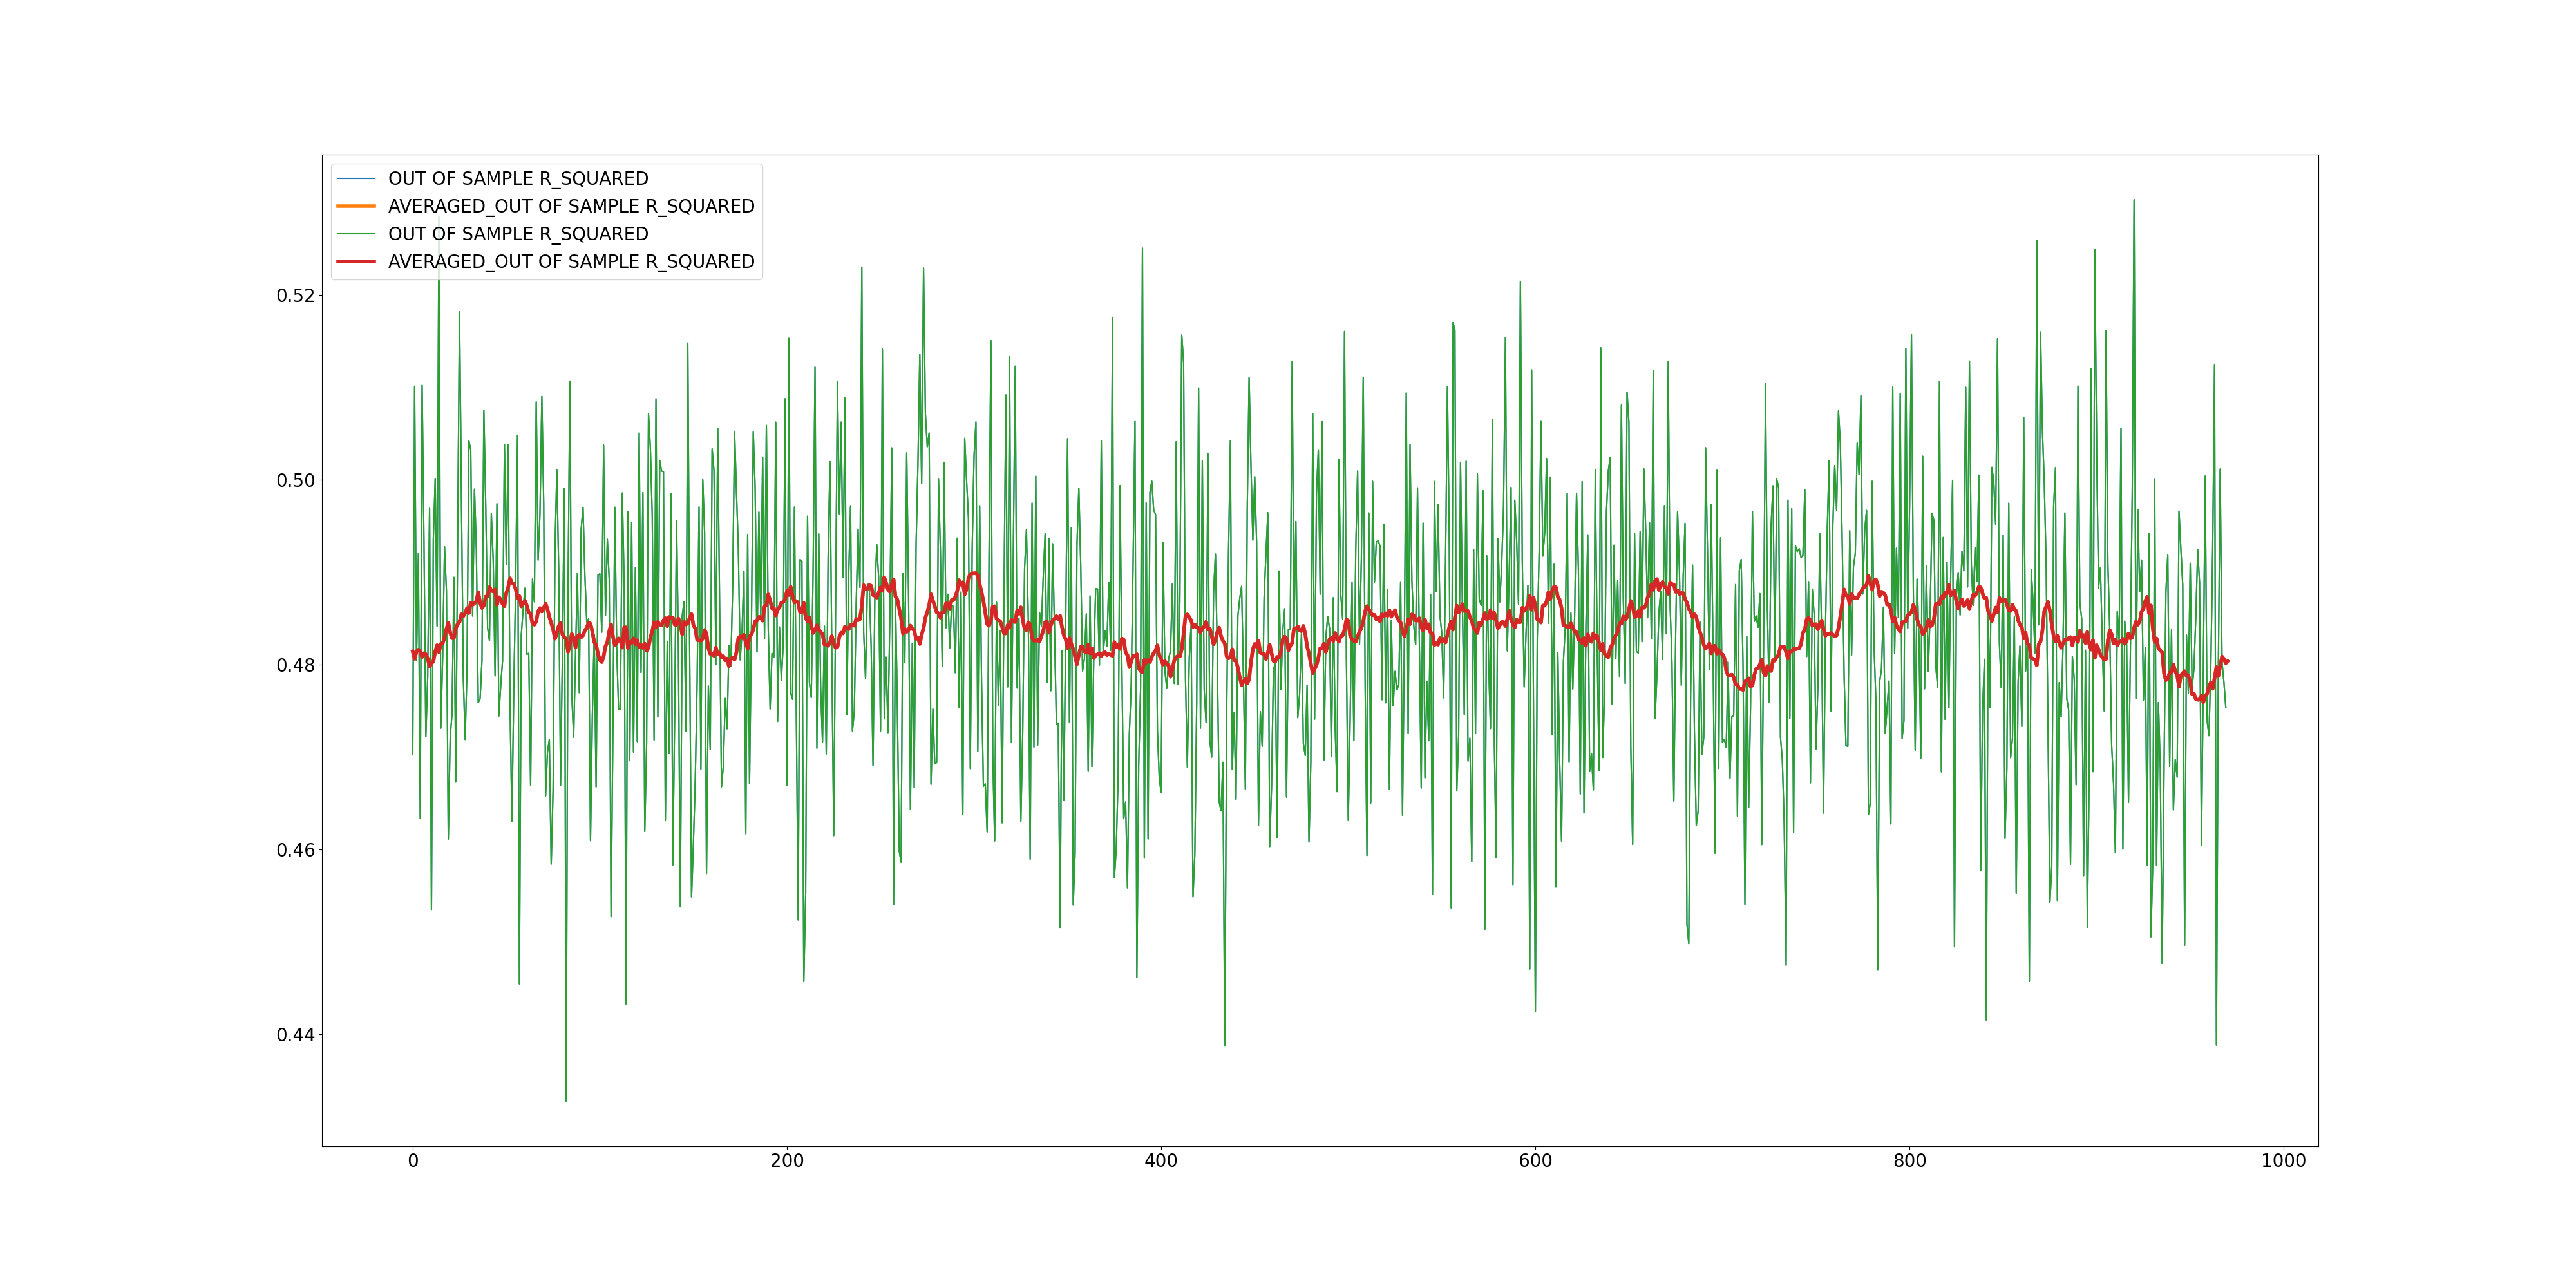 OUT OF SAMPLE R_SQUARED
AVERAGED_OUT OF SAMPLE R_SQUARED
OUT OF SAMPLE R_SQUARED
AVERAGED_OUT OF SAMPLE R_SQUARED
0.52
0.50
0.48
0.46
0.44
0 200 400 600 800 1000